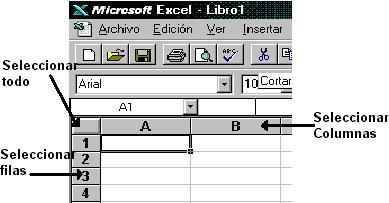 Microsoft Excel - Libro1
Archivo Edición Ver Insertar
Seleccionar
todo
Arial
10
Cortar
A1
Seleccionar
Columnas
A B
1
2
Seleccionar
filas
3
4